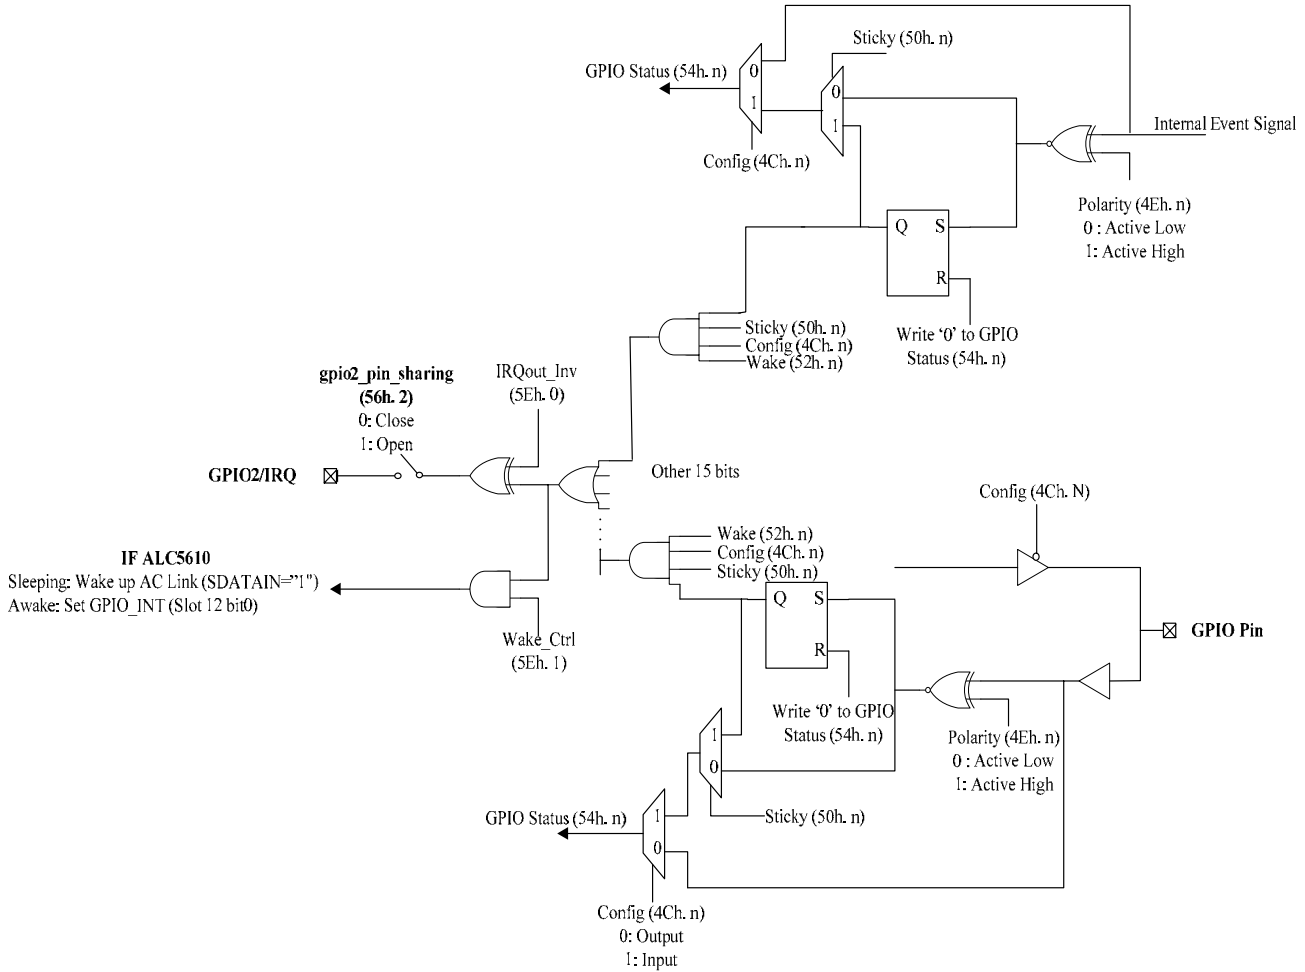 Sticky (50h. n)
GPIO Status (54h. n)
0
1
0
1
Config (4Ch. n)
Internal Event Signal
Polarity (4Eh. n)
0 : Active Low
1: Active High
Q
S
R
Write ‘0’ to GPIO
Status (54h. n)
Sticky (50h. n)
Config (4Ch. n)
Wake (52h. n)
gpio2_pin_sharing
(56h. 2)
0: Close
1: Open
IRQout_Inv
(5Eh. 0)
GPIO2/IRQ
Other 15 bits
Config (4Ch. N)
Wake (52h. n)
Config (4Ch. n)
Sticky (50h. n)
IF ALC5610
Sleeping: Wake up AC Link (SDATAIN=”1")
Awake: Set GPIO_INT (Slot 12 bit0)
Wake_Ctrl
(5Eh. 1)
Q
S
R
GPIO Pin
Write ‘0’ to GPIO
Status (54h. n)
Polarity (4Eh. n)
0 : Active Low
1: Active High
1
0
Sticky (50h. n)
GPIO Status (54h. n)
1
0
Config (4Ch. n)
0: Output
1: Input